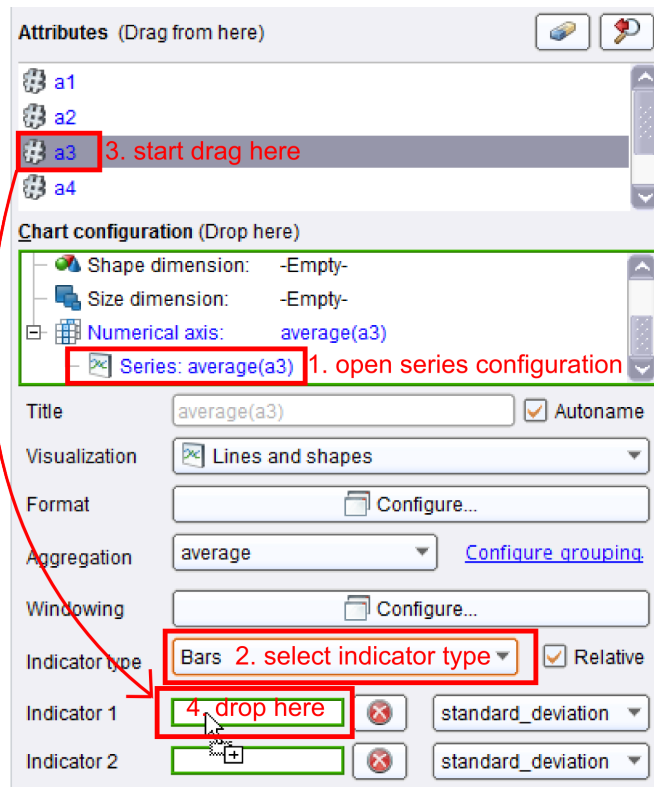 Attributes (Drag from here)
a1
a2
a3 3. start drag here
a4
Chart configuration (Drop here)
Shape dimension: -Empty-
Size dimension: -Empty-
Numerical axis: average(a3)
Series: average(a3) 1. open series configuration
Title average(a3) Autoname
Visualization Lines and shapes
Format Configure...
Aggregation average Configure grouping.
Windowing Configure...
Indicator type Bars 2. select indicator type Relative
Indicator 1 4. drop here standard_deviation
Indicator 2 standard_deviation